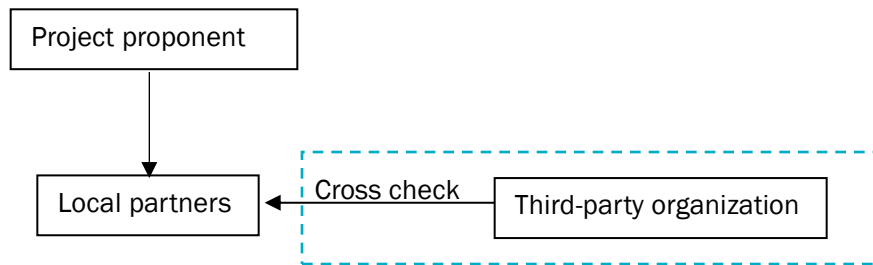 Project proponent
Local partners
Cross check
Third-party organization